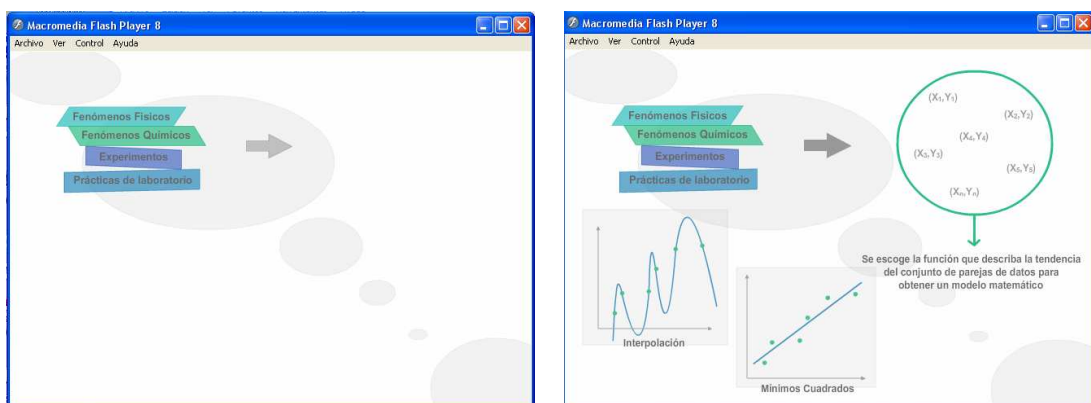 Macromedia Flash Player 8
Archivo Ver Control Ayuda
Fenómenos Físicos
Fenómenos Químicos
Experimentos
Prácticas de laboratorio
Macromedia Flash Player 8
Archivo Ver Control Ayuda
Fenómenos Físicos
Fenómenos Químicos
Experimentos
Prácticas de laboratorio
(X₁,Y₁)
(X₂,Y₂)
(X₄,Y₄)
(X₃,Y₃)
(X₅,Y₅)
(Xₙ,Yₙ)
Se escoge la función que describa la tendencia
del conjunto de parejas de datos para
obtener un modelo matemático
Interpolación
Mínimos Cuadrados